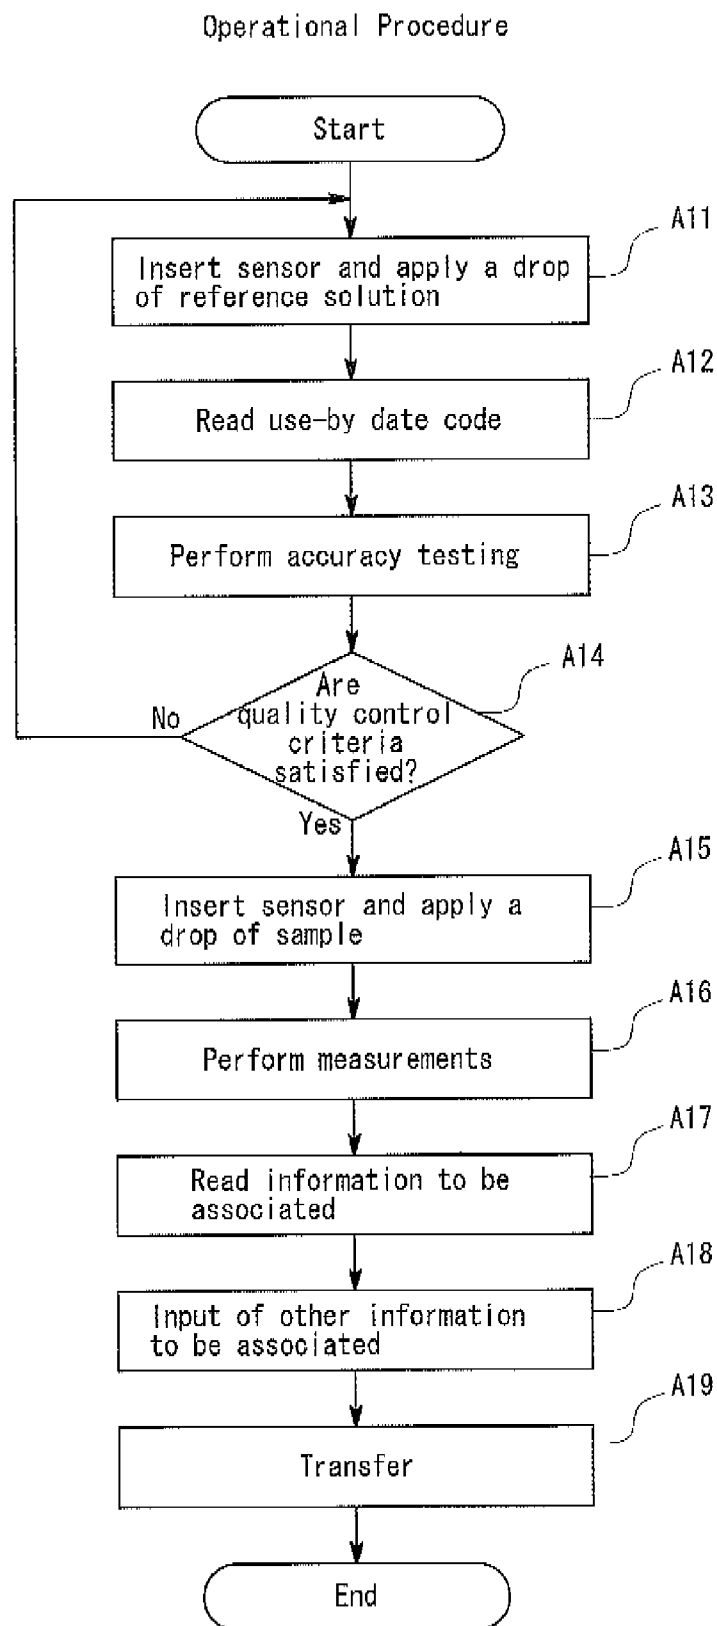 Operational Procedure
Start
A11
Insert sensor and apply a drop
of reference solution
A12
Read use-by date code
A13
Perform accuracy testing
A14
Are
quality control
criteria
satisfied?
No
Yes
A15
Insert sensor and apply a
drop of sample
A16
Perform measurements
A17
Read information to be
associated
A18
Input of other information
to be associated
A19
Transfer
End